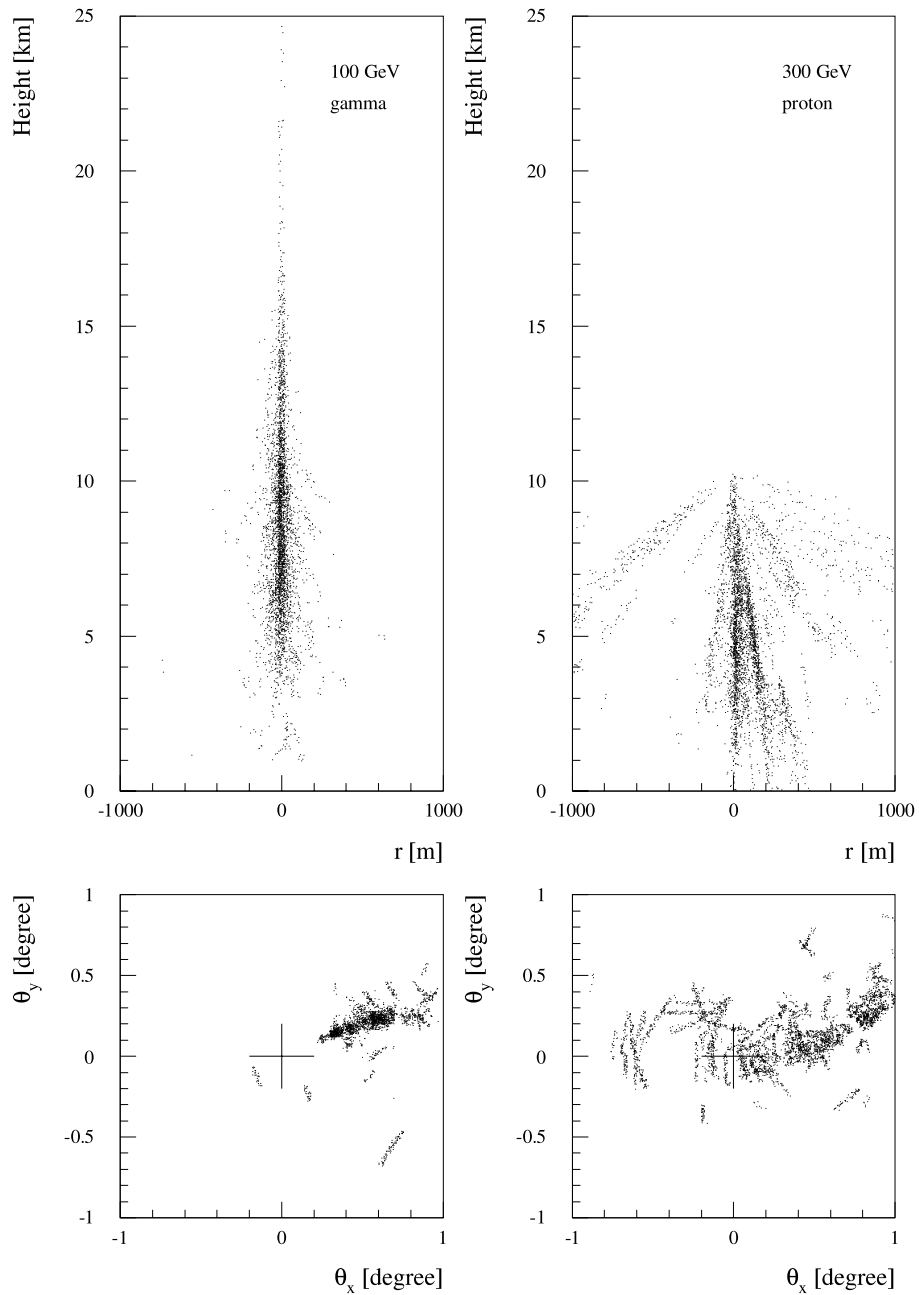 Height [km]
25
20
15
10
5
0
100 GeV
gamma
-1000
0
1000
r [m]
Height [km]
25
20
15
10
5
0
300 GeV
proton
-1000
0
1000
r [m]
θy [degree]
1
0.5
0
-0.5
-1
-1
0
1
θx [degree]
θy [degree]
1
0.5
0
-0.5
-1
-1
0
1
θx [degree]